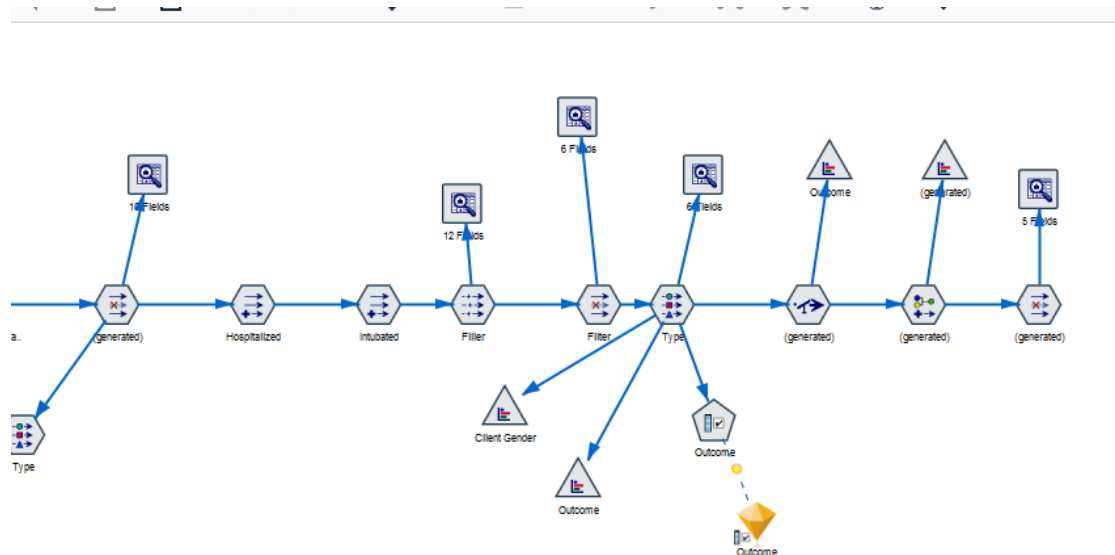 6 Fields
10 Fields
6 Fields
Outcome
(generated)
12 Fields
5 Fields
a..
(generated)
Hospitalized
Intubated
Filler
Filter
Type
(generated)
(generated)
(generated)
Client Gender
Outcome
Type
Outcome
Outcome